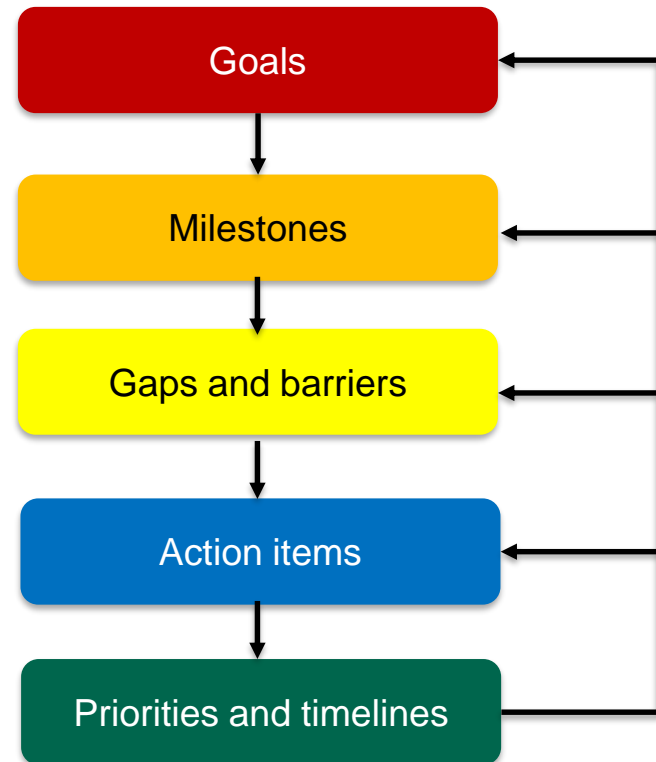 Goals
Milestones
Gaps and barriers
Action items
Priorities and timelines